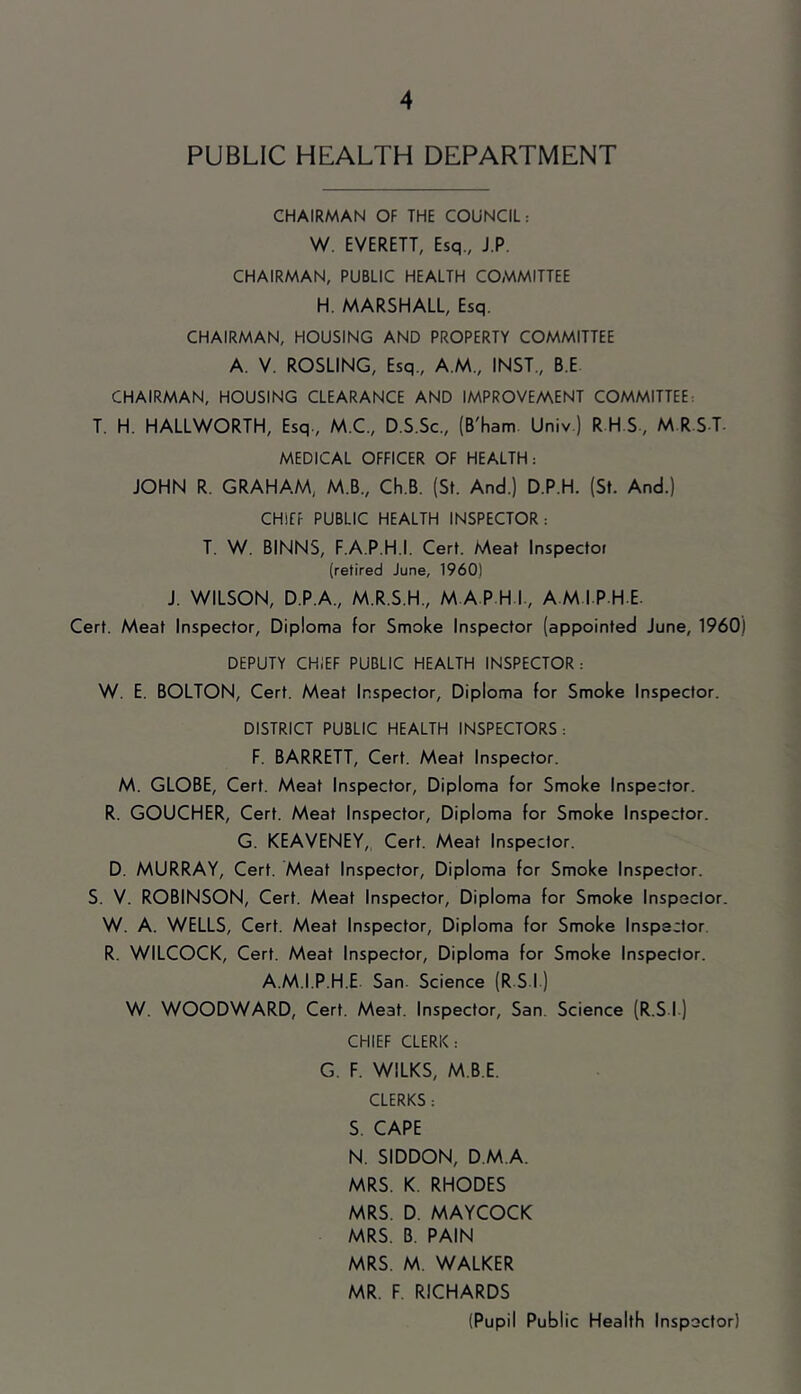 4
PUBLIC HEALTH DEPARTMENT
CHAIRMAN OF THE COUNCIL:
W. EVERETT, Esq., J.P.
CHAIRMAN, PUBLIC HEALTH COMMITTEE
H. MARSHALL, Esq.
CHAIRMAN, HOUSING AND PROPERTY COMMITTEE
A. V. ROSLING, Esq., A.M., INST., B.E.
CHAIRMAN, HOUSING CLEARANCE AND IMPROVEMENT COMMITTEE:
T. H. HALLWORTH, Esq., M.C., D.S.Sc., (B'ham. Univ.) R.H.S., M.R.S.T.
MEDICAL OFFICER OF HEALTH:
JOHN R. GRAHAM, M.B., Ch.B. (St. And.) D.P.H. (St. And.)
CHIEF PUBLIC HEALTH INSPECTOR:
T. W. BINNS, F.A.P.H.I. Cert. Meat Inspector
(retired June, 1960)
J. WILSON, D.P.A., M.R.S.H., M.A.P.H.I., A.M.I.P.H.E.
Cert. Meat Inspector, Diploma for Smoke Inspector (appointed June, 1960)
DEPUTY CHIEF PUBLIC HEALTH INSPECTOR:
W. E. BOLTON, Cert. Meat Inspector, Diploma for Smoke Inspector.
DISTRICT PUBLIC HEALTH INSPECTORS:
F. BARRETT, Cert. Meat Inspector.
M. GLOBE, Cert. Meat Inspector, Diploma for Smoke Inspector.
R. GOUCHER, Cert. Meat Inspector, Diploma for Smoke Inspector.
G. KEAVENEY,, Cert. Meat Inspector.
D. MURRAY, Cert. Meat Inspector, Diploma for Smoke Inspector.
S. V. ROBINSON, Cert. Meat Inspector, Diploma for Smoke Inspector.
W. A. WELLS, Cert. Meat Inspector, Diploma for Smoke Inspector.
R. WILCOCK, Cert. Meat Inspector, Diploma for Smoke Inspector.
A.M.I.P.H.E. San. Science (R.S.I.)
W. WOODWARD, Cert. Meat. Inspector, San. Science (R.S.I.)
CHIEF CLERK:
G. F. WILKS, M.B.E.
CLERKS:
S. CAPE
N. SIDDON, D.M.A.
MRS. K. RHODES
MRS. D. MAYCOCK
MRS. B. PAIN
MRS. M. WALKER
MR. F. RICHARDS
(Pupil Public Health Inspector)